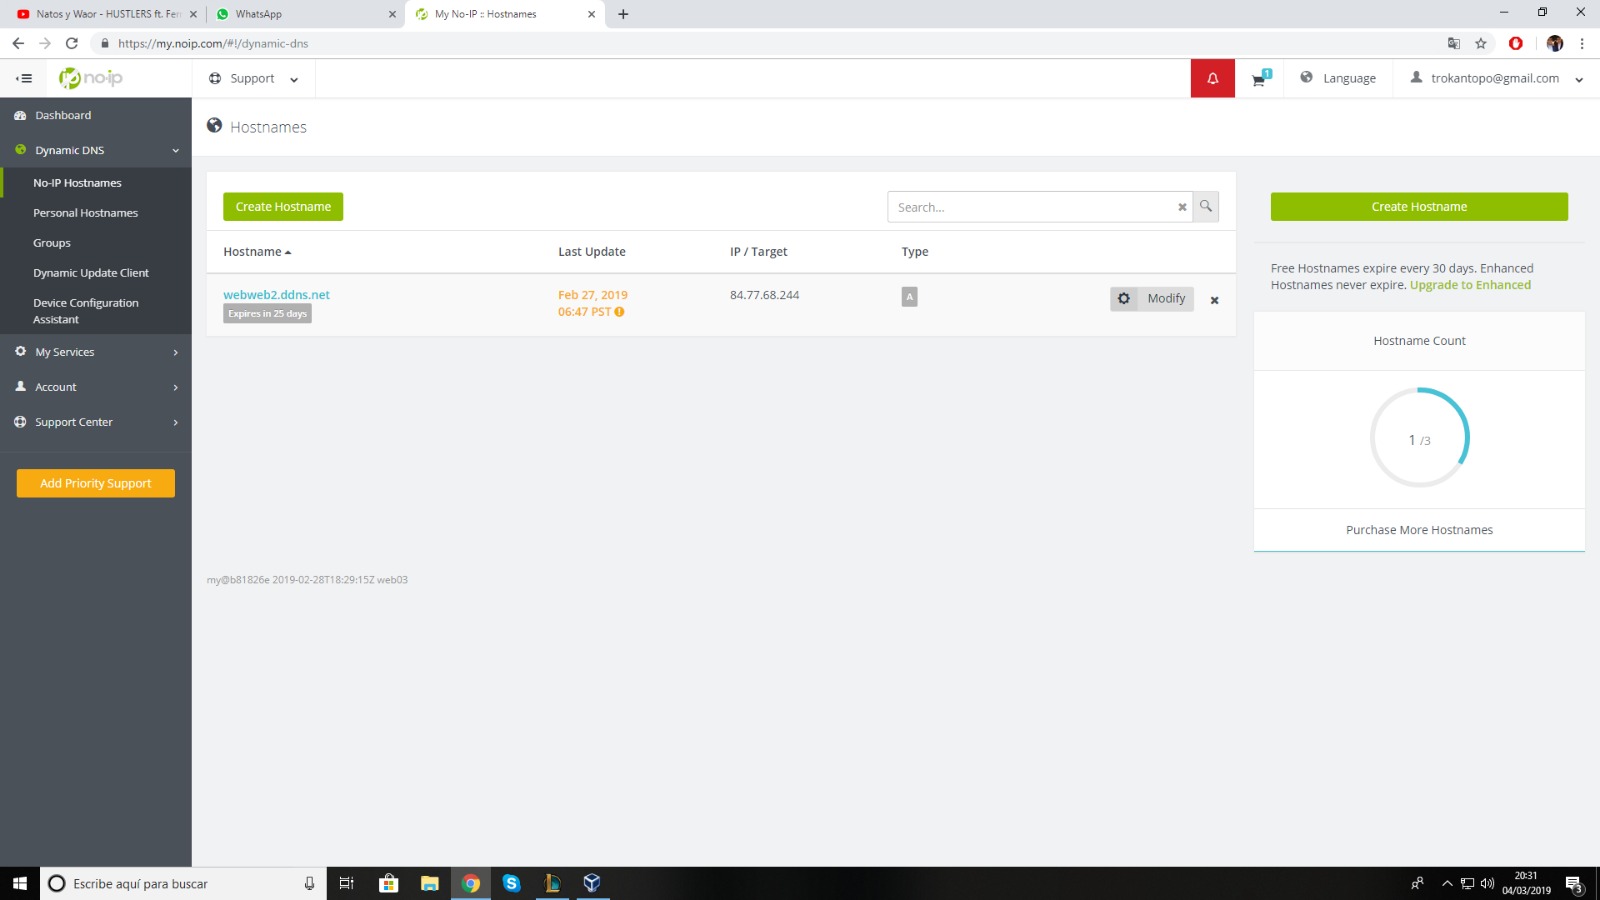 Natos y Waor - HUSTLERS ft. Fer
WhatsApp
My No-IP :: Hostnames
https://my.noip.com/#!/dynamic-dns
no-ip
Support
1
Language
trokantopo@gmail.com
Dashboard
Dynamic DNS
No-IP Hostnames
Personal Hostnames
Groups
Dynamic Update Client
Device Configuration
Assistant
My Services
Account
Support Center
Add Priority Support
Hostnames
Create Hostname
Search...
Hostname
Last Update
IP / Target
Type
webweb2.ddns.net
Expires in 25 days
Feb 27, 2019
06:47 PST
84.77.68.244
A
Modify
my@b81826e 2019-02-28T18:29:15Z web03
Create Hostname
Free Hostnames expire every 30 days. Enhanced
Hostnames never expire. Upgrade to Enhanced
Hostname Count
1 /3
Purchase More Hostnames
Escribe aquí para buscar
20:31
04/03/2019
3